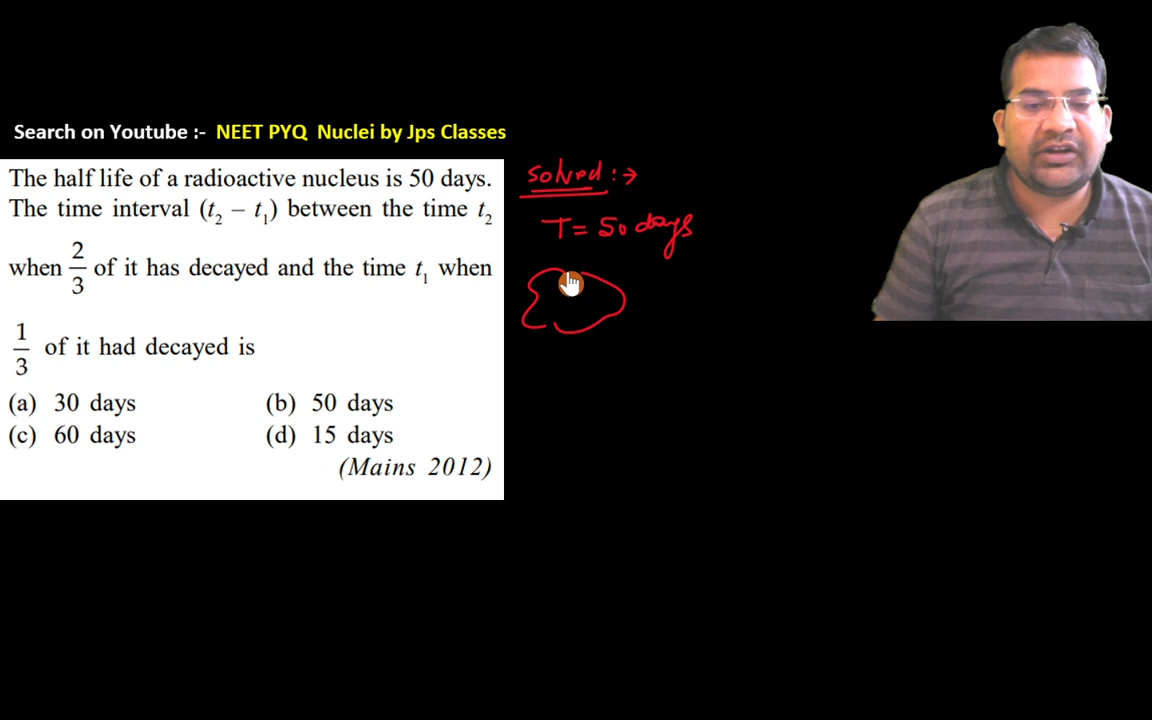 Search on Youtube :- NEET PYQ Nuclei by Jps Classes
The half life of a radioactive nucleus is 50 days.
The time interval (t₂ – t₁) between the time t₂
when 2/3 of it has decayed and the time t₁ when
1/3 of it had decayed is
(a) 30 days (b) 50 days
(c) 60 days (d) 15 days
(Mains 2012)
Solved :→
T = 50 days